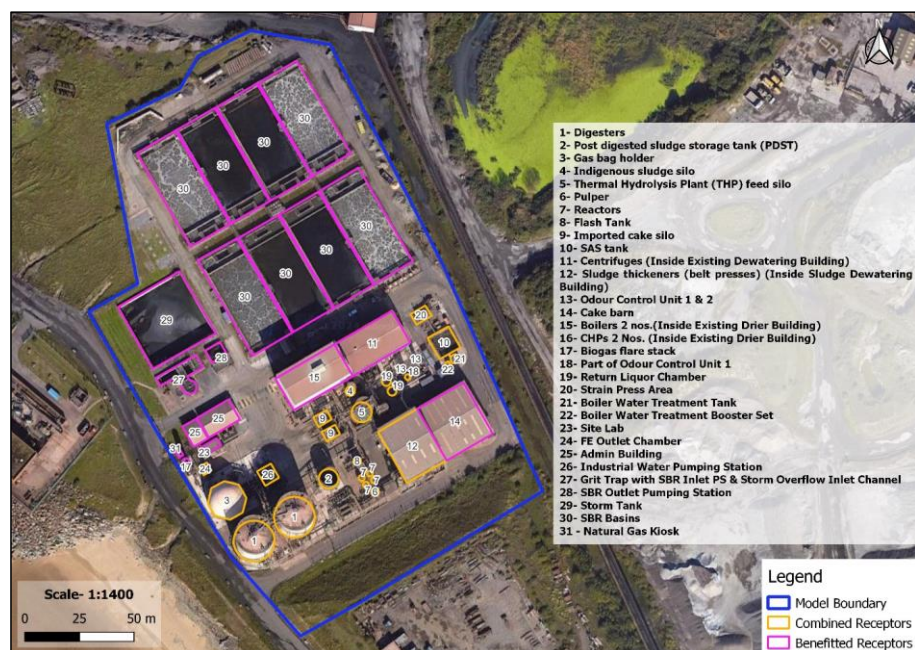 N
1- Digesters
2- Post digested sludge storage tank (PDST)
3- Gas bag holder
4- Indigenous sludge silo
5- Thermal Hydrolysis Plant (THP) feed silo
6- Pulper
7- Reactors
8- Flash Tank
9- Imported cake silo
10- SAS tank
11- Centrifuges (Inside Existing Dewatering Building)
12- Sludge thickeners (belt presses) (Inside Sludge Dewatering
Building)
13- Odour Control Unit 1 & 2
14- Cake barn
15- Boilers 2 nos.(Inside Existing Drier Building)
16- CHPs 2 Nos. (Inside Existing Drier Building)
17- Biogas flare stack
18- Part of Odour Control Unit 1
19- Return Liquor Chamber
20- Strain Press Area
21- Boiler Water Treatment Tank
22- Boiler Water Treatment Booster Set
23- Site Lab
24- FE Outlet Chamber
25- Admin Building
26- Industrial Water Pumping Station
27- Grit Trap with SBR Inlet PS & Storm Overflow Inlet Channel
28- SBR Outlet Pumping Station
29- Storm Tank
30- SBR Basins
31 - Natural Gas Kiosk
30
30
30
30
30
30
30
30
29
20
10
11
28
13
21
22
15
13
18
27
19
19
4
5
9
9
25
25
14
12
31
23
17
24
26
2
8
7
7
7
7
6
3
1
1
Scale- 1:1400
0 25 50 m
Legend
Model Boundary
Combined Receptors
Benefitted Receptors